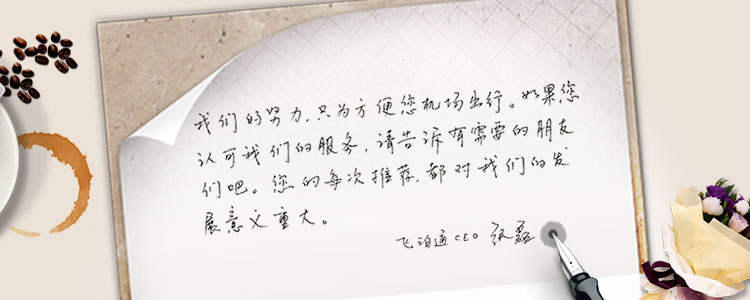 我们的努力,只为方便您机场出行。如果您
认可我们的服务,请告诉有需要的朋友
们吧。您的每次推荐,都对我们的发
展意义重大。
飞泊通CEO 张磊